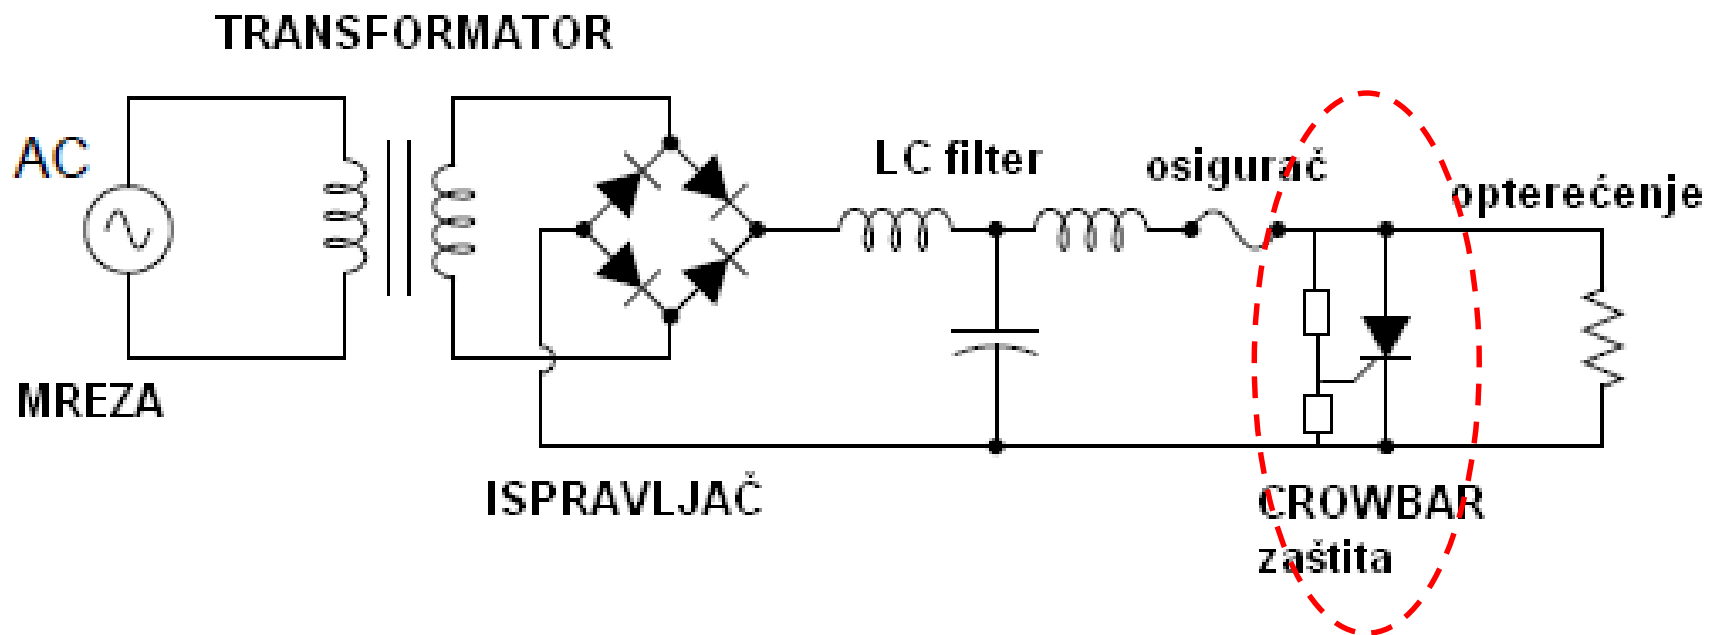 TRANSFORMATOR
AC
LC filter
osigurač
opterećenje
MREZA
ISPRAVLJAČ
CROWBAR
zaštita